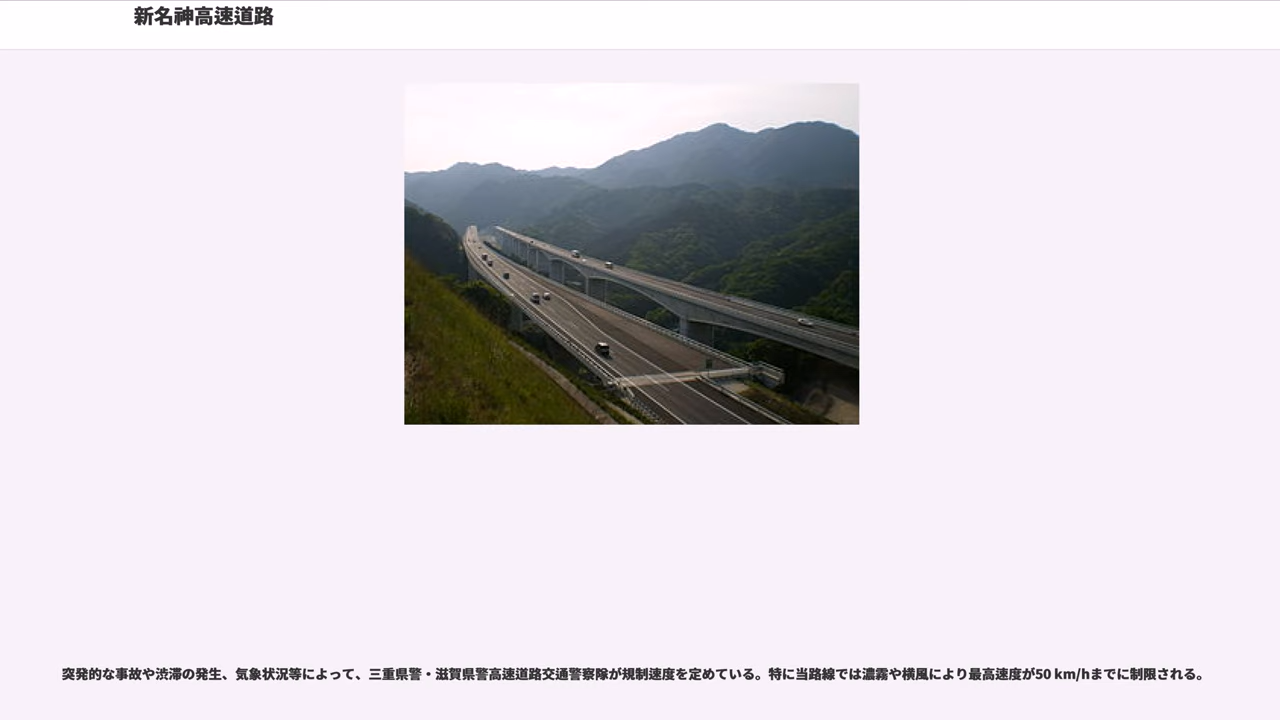 新名神高速道路
突発的な事故や渋滞の発生、気象状況等によって、三重県警・滋賀県警高速道路交通警察隊が規制速度を定めている。特に当路線では濃霧や横風により最高速度が50 km/hまでに制限される。